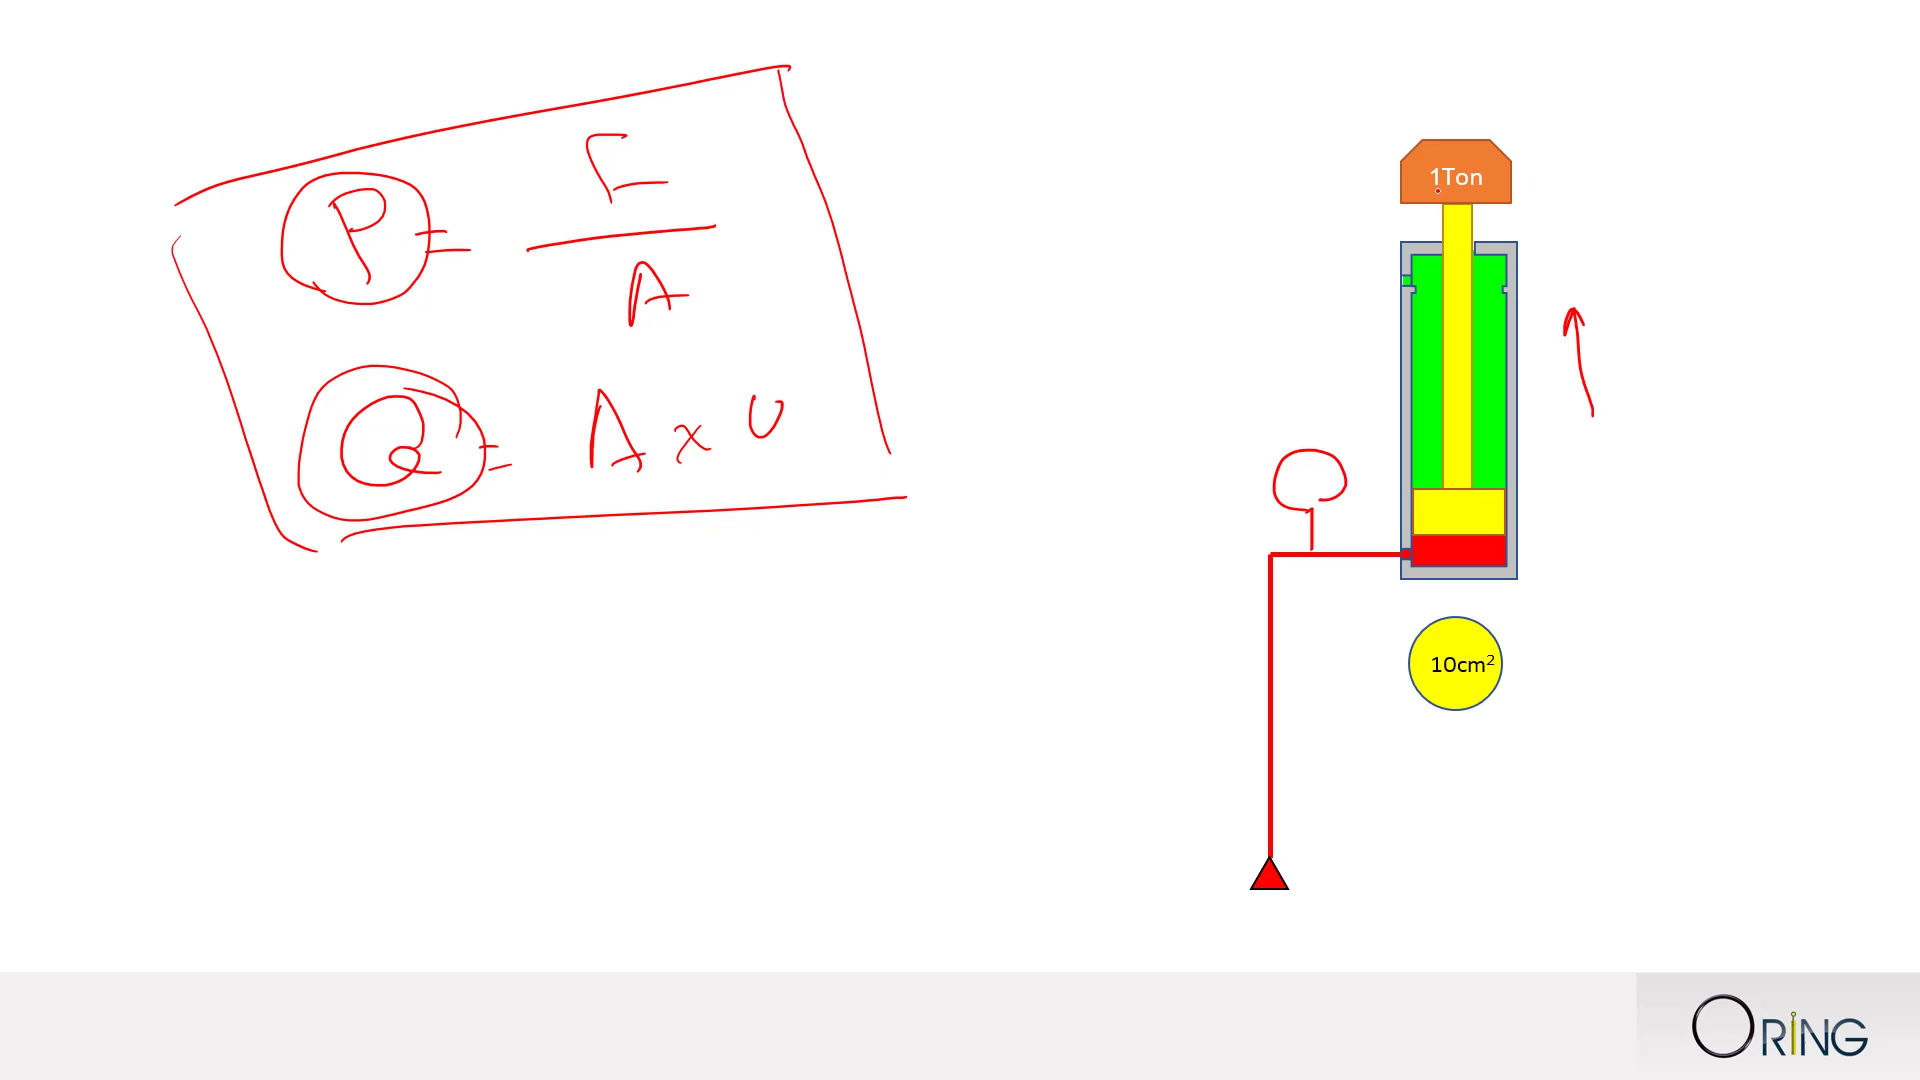 P = F / A
Q = A x v
1Ton
10cm²
ORING